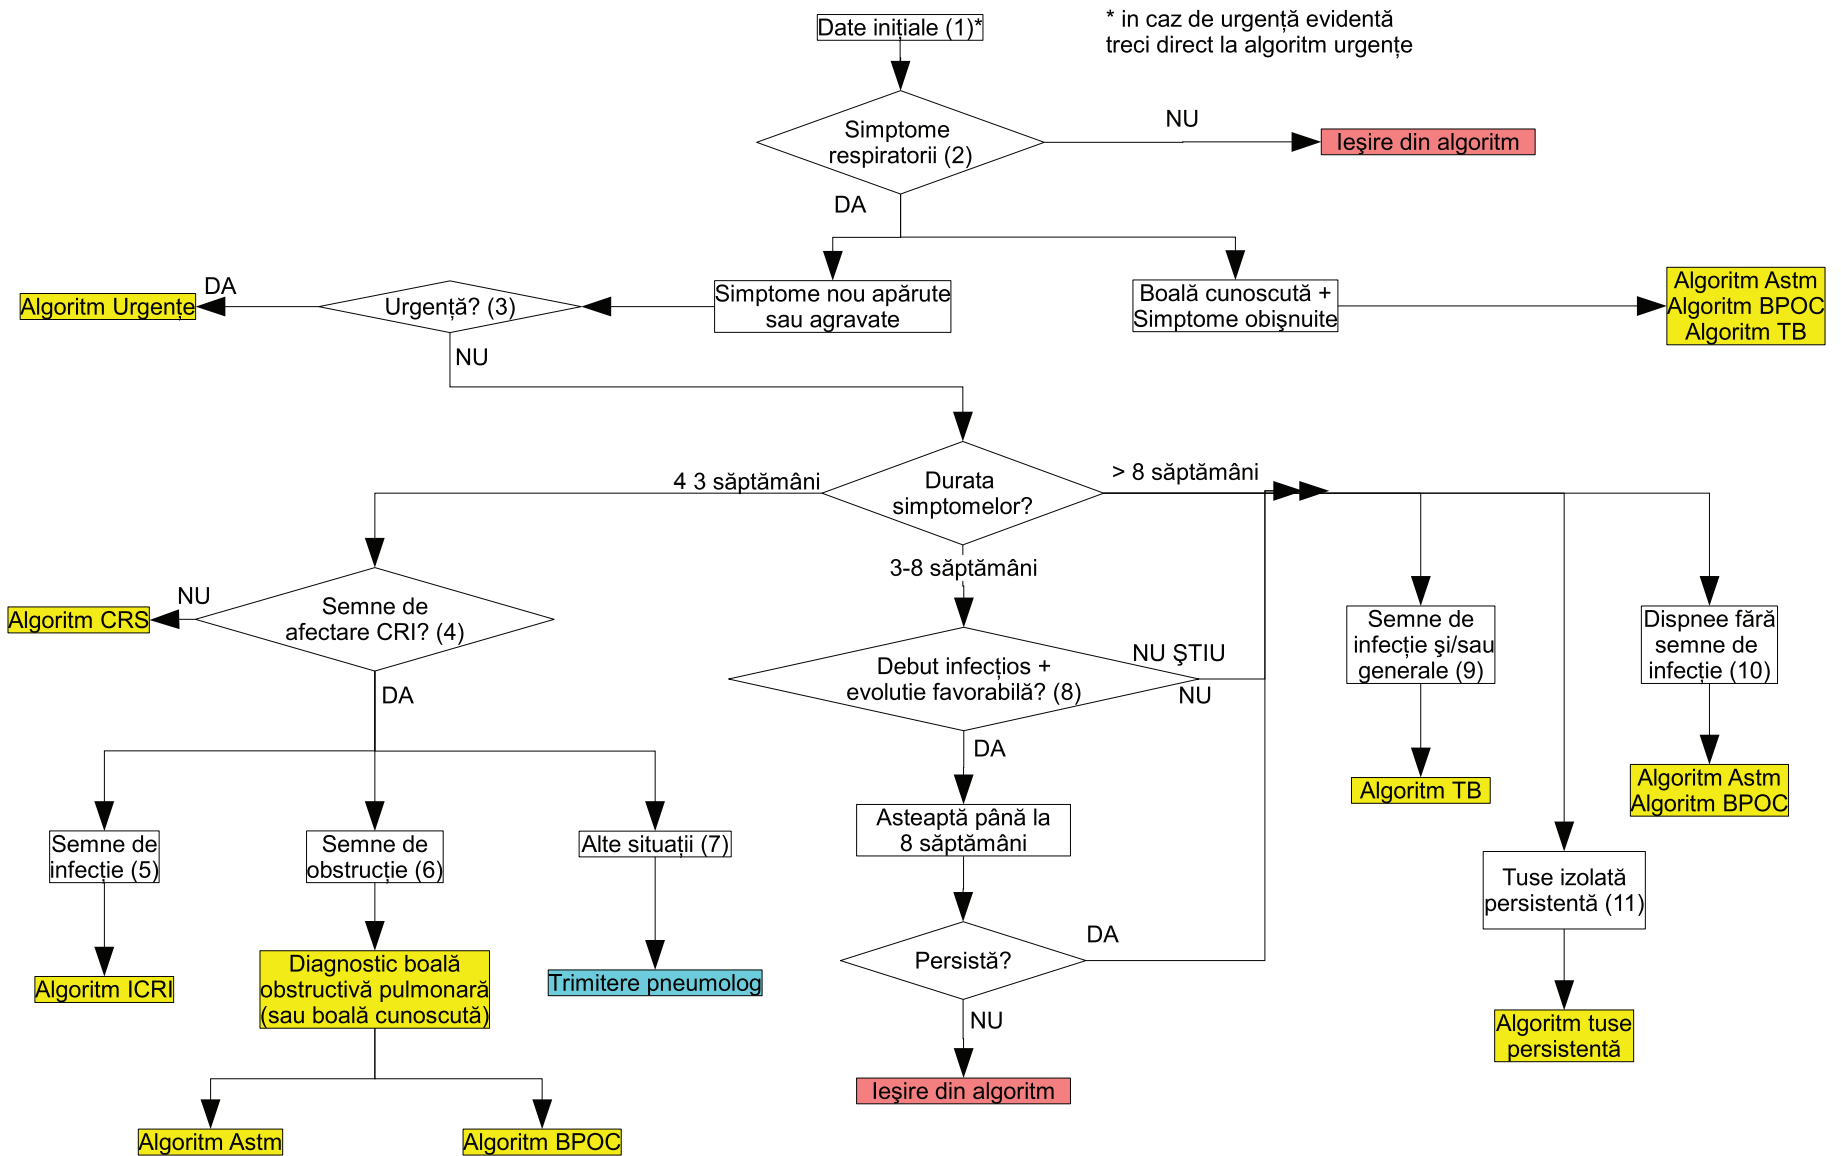 Date inițiale (1)*
* in caz de urgență evidentă
treci direct la algoritm urgențe
Simptome
respiratorii (2)
NU
Ieşire din algoritm
DA
Algoritm Urgențe
DA
Urgență? (3)
Simptome nou apărute
sau agravate
Boală cunoscută +
Simptome obişnuite
Algoritm Astm
Algoritm BPOC
Algoritm TB
NU
4 3 săptămâni
Durata
simptomelor?
> 8 săptămâni
3-8 săptămâni
Algoritm CRS
NU
Semne de
afectare CRI? (4)
DA
Debut infecțios +
evolutie favorabilă? (8)
NU ŞTIU
NU
DA
Semne de
infecție şi/sau
generale (9)
Dispnee fără
semne de
infecție (10)
Algoritm TB
Algoritm Astm
Algoritm BPOC
Semne de
infecție (5)
Semne de
obstrucție (6)
Alte situații (7)
Asteaptă până la
8 săptămâni
Tuse izolată
persistentă (11)
Algoritm ICRI
Diagnostic boală
obstructivă pulmonară
(sau boală cunoscută)
Trimitere pneumolog
Persistă?
DA
NU
Algoritm tuse
persistentă
Ieşire din algoritm
Algoritm Astm
Algoritm BPOC